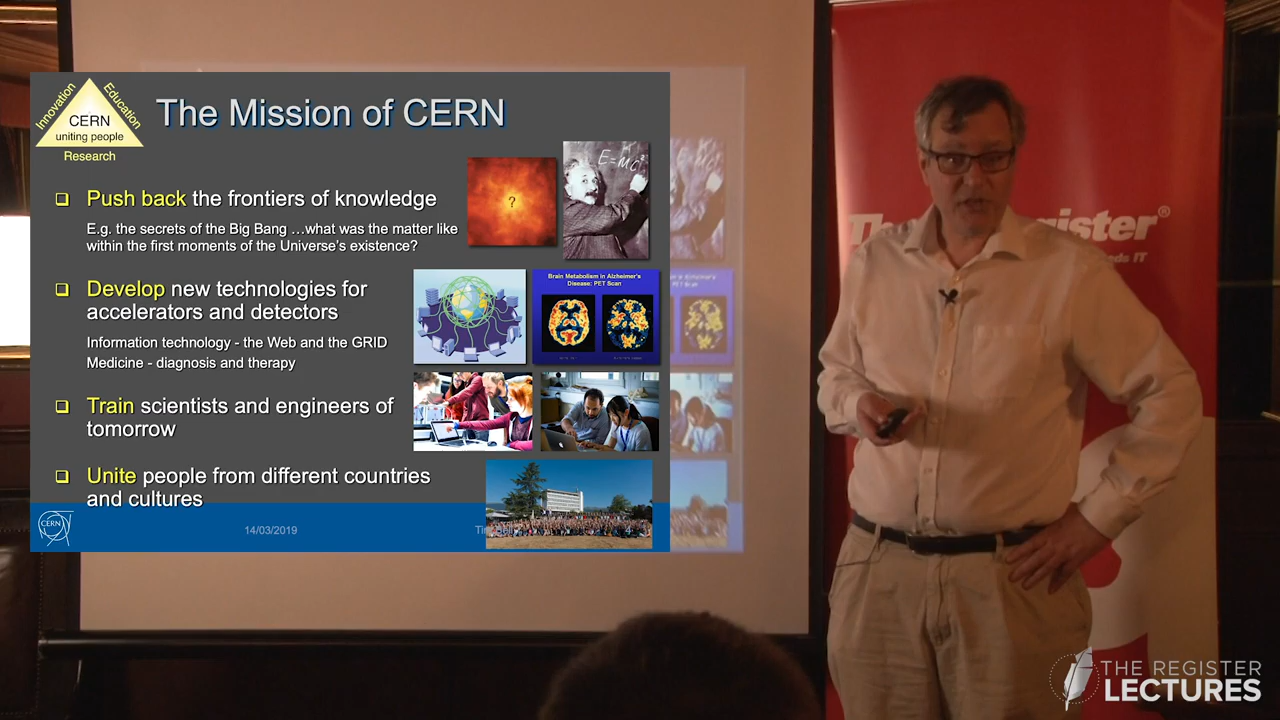 Innovation
Education
CERN
uniting people
Research
The Mission of CERN
Push back the frontiers of knowledge
E.g. the secrets of the Big Bang ...what was the matter like
within the first moments of the Universe's existence?
?
E=MC²
Develop new technologies for
accelerators and detectors
Information technology - the Web and the GRID
Medicine - diagnosis and therapy
Brain Metabolism in Alzheimer's
Disease: PET Scan
Train scientists and engineers of
tomorrow
Unite people from different countries
and cultures
CERN
14/03/2019
The Register®
THE REGISTER
LECTURES